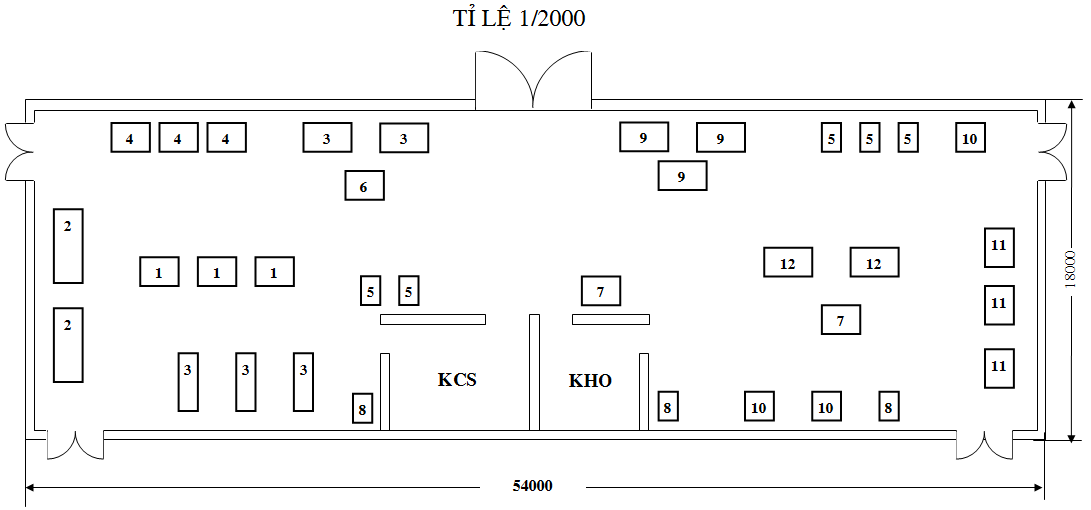 TỈ LỆ 1/2000
4 4 4 3 3 9 9 5 5 5 10
6 9
2 11
1 1 1 12 12
5 5 7 11
2 7
3 3 3 11
KCS KHO
8 8 10 10 8
54000
18000